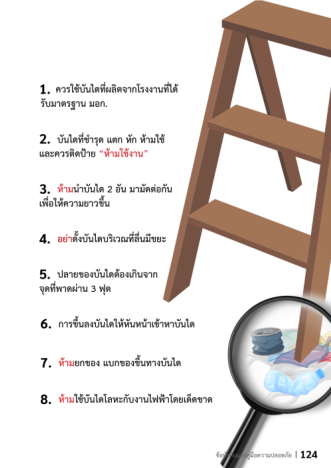 1. ควรใช้บันไดที่ผลิตจากโรงงานที่ได้
รับมาตรฐาน มอก.
2. บันไดที่ชำรุด แตก หัก ห้ามใช้
และควรติดป้าย “ห้ามใช้งาน”
3. ห้ามนำบันได 2 อัน มามัดต่อกัน
เพื่อให้ความยาวขึ้น
4. อย่าตั้งบันไดบริเวณที่ลื่นมีขยะ
5. ปลายของบันไดต้องเกินจาก
จุดที่พาดผ่าน 3 ฟุต
6. การขึ้นลงบันไดให้หันหน้าเข้าหาบันได
7. ห้ามยกของ แบกของขึ้นทางบันได
8. ห้ามใช้บันไดโลหะกับงานไฟฟ้าโดยเด็ดขาด
คู่มือความปลอดภัย | 124